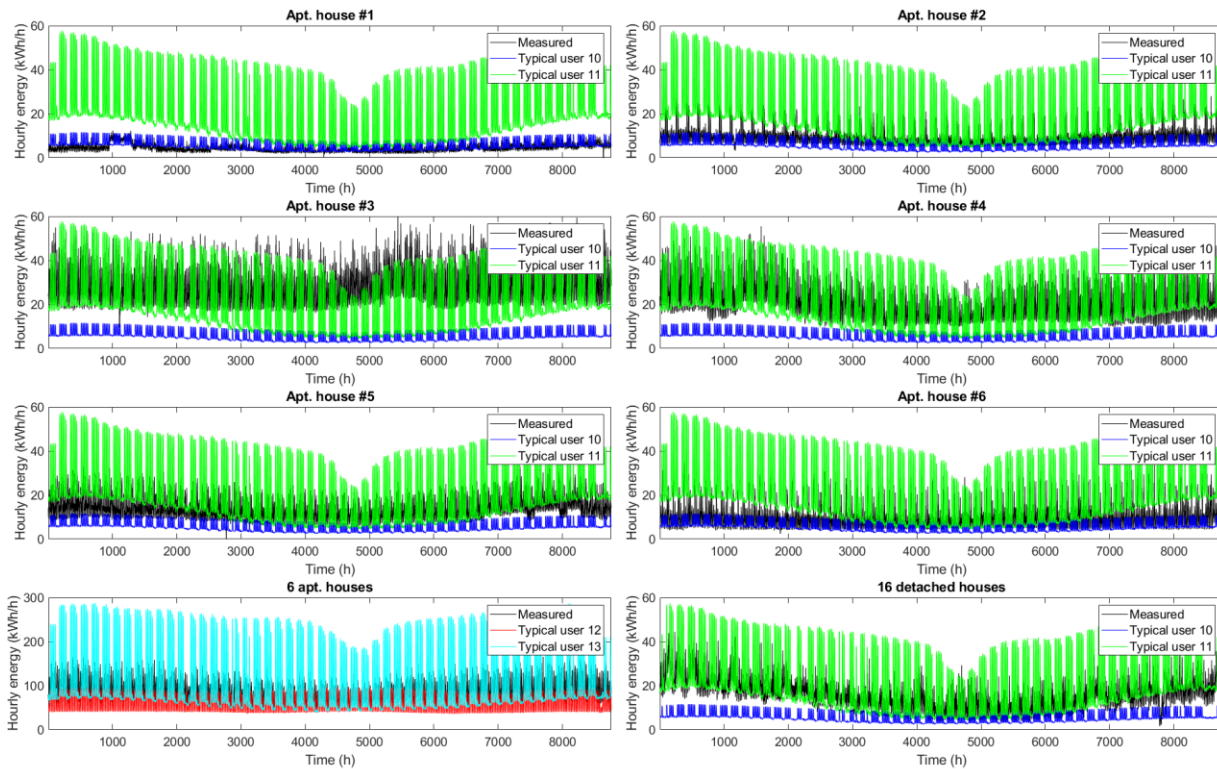 Apt. house #1
Hourly energy (kWh/h)
60
40
20
0
Measured
Typical user 10
Typical user 11
1000 2000 3000 4000 5000 6000 7000 8000
Time (h)
Apt. house #2
Hourly energy (kWh/h)
60
40
20
0
Measured
Typical user 10
Typical user 11
1000 2000 3000 4000 5000 6000 7000 8000
Time (h)
Apt. house #3
Hourly energy (kWh/h)
60
40
20
0
Measured
Typical user 10
Typical user 11
1000 2000 3000 4000 5000 6000 7000 8000
Time (h)
Apt. house #4
Hourly energy (kWh/h)
60
40
20
0
Measured
Typical user 10
Typical user 11
1000 2000 3000 4000 5000 6000 7000 8000
Time (h)
Apt. house #5
Hourly energy (kWh/h)
60
40
20
0
Measured
Typical user 10
Typical user 11
1000 2000 3000 4000 5000 6000 7000 8000
Time (h)
Apt. house #6
Hourly energy (kWh/h)
60
40
20
0
Measured
Typical user 10
Typical user 11
1000 2000 3000 4000 5000 6000 7000 8000
Time (h)
6 apt. houses
Hourly energy (kWh/h)
300
200
100
0
Measured
Typical user 12
Typical user 13
1000 2000 3000 4000 5000 6000 7000 8000
Time (h)
16 detached houses
Hourly energy (kWh/h)
60
40
20
0
Measured
Typical user 10
Typical user 11
1000 2000 3000 4000 5000 6000 7000 8000
Time (h)